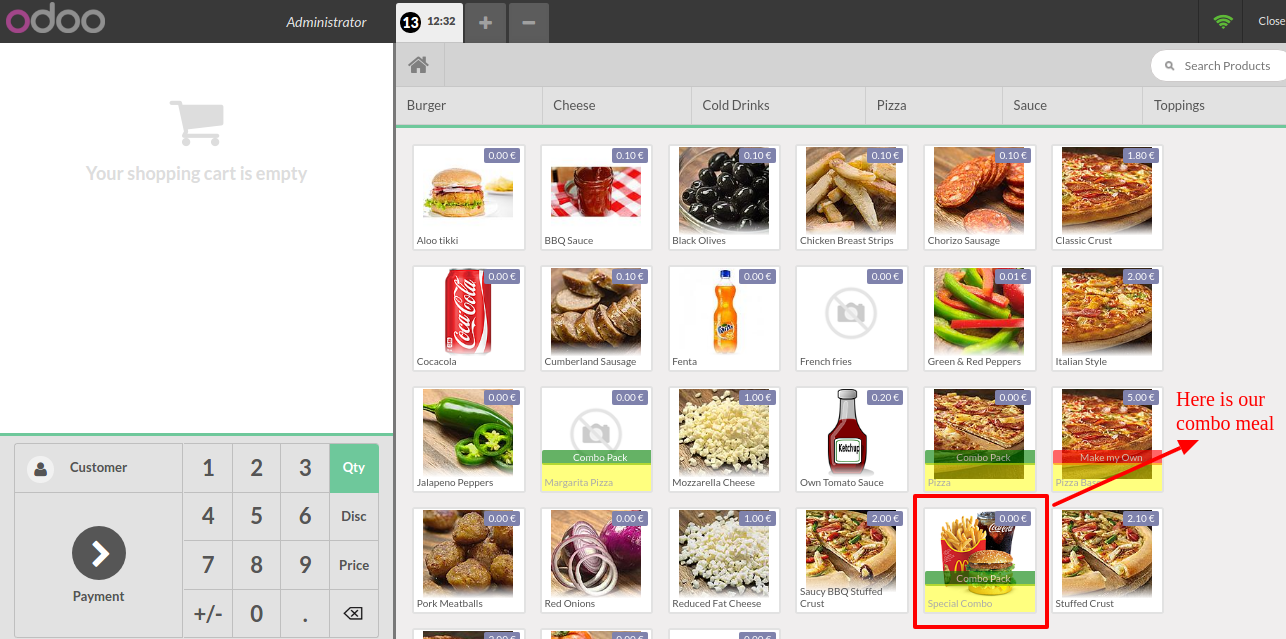 odoo
Administrator
13 12:32
Close
Search Products
Burger
Cheese
Cold Drinks
Pizza
Sauce
Toppings
Your shopping cart is empty
0.00 €
Aloo tikki
0.10 €
BBQ Sauce
0.10 €
Black Olives
0.10 €
Chicken Breast Strips
0.10 €
Chorizo Sausage
1.80 €
Classic Crust
0.00 €
Coca-Cola
Cocacola
0.10 €
Cumberland Sausage
0.00 €
Fanta
Fenta
0.00 €
French fries
0.01 €
Green & Red Peppers
2.00 €
Italian Style
0.00 €
Jalapeno Peppers
0.00 €
Combo Pack
Margarita Pizza
1.00 €
Mozzarella Cheese
0.20 €
Ketchup
Own Tomato Sauce
0.00 €
Combo Pack
Pizza
5.00 €
Make my Own
Here is our
combo meal
0.00 €
Pork Meatballs
0.00 €
Red Onions
1.00 €
Reduced Fat Cheese
2.00 €
Saucy BBQ Stuffed
Crust
0.00 €
Combo Pack
Special Combo
2.10 €
Stuffed Crust
Customer
1 2 3 Qty
4 5 6 Disc
7 8 9 Price
+/- 0 .
Payment